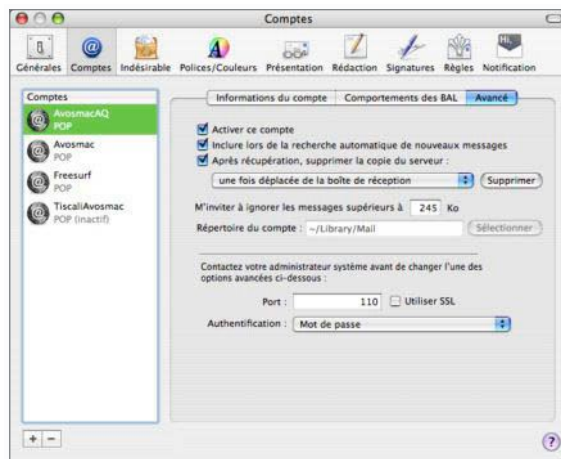 Comptes
Générales Comptes Indésirable Polices/Couleurs Présentation Rédaction Signatures Règles Notification
Comptes
AvosmacAQ
POP
Avosmac
POP
Freesurf
POP
TiscaliAvosmac
POP (inactif)
Informations du compte Comportements des BAL Avancé
Activer ce compte
Inclure lors de la recherche automatique de nouveaux messages
Après récupération, supprimer la copie du serveur :
une fois déplacée de la boîte de réception Supprimer
M'inviter à ignorer les messages supérieurs à 245 Ko
Répertoire du compte : ~/Library/Mail Sélectionner
Contactez votre administrateur système avant de changer l'une des
options avancées ci-dessous :
Port : 110 Utiliser SSL
Authentification : Mot de passe